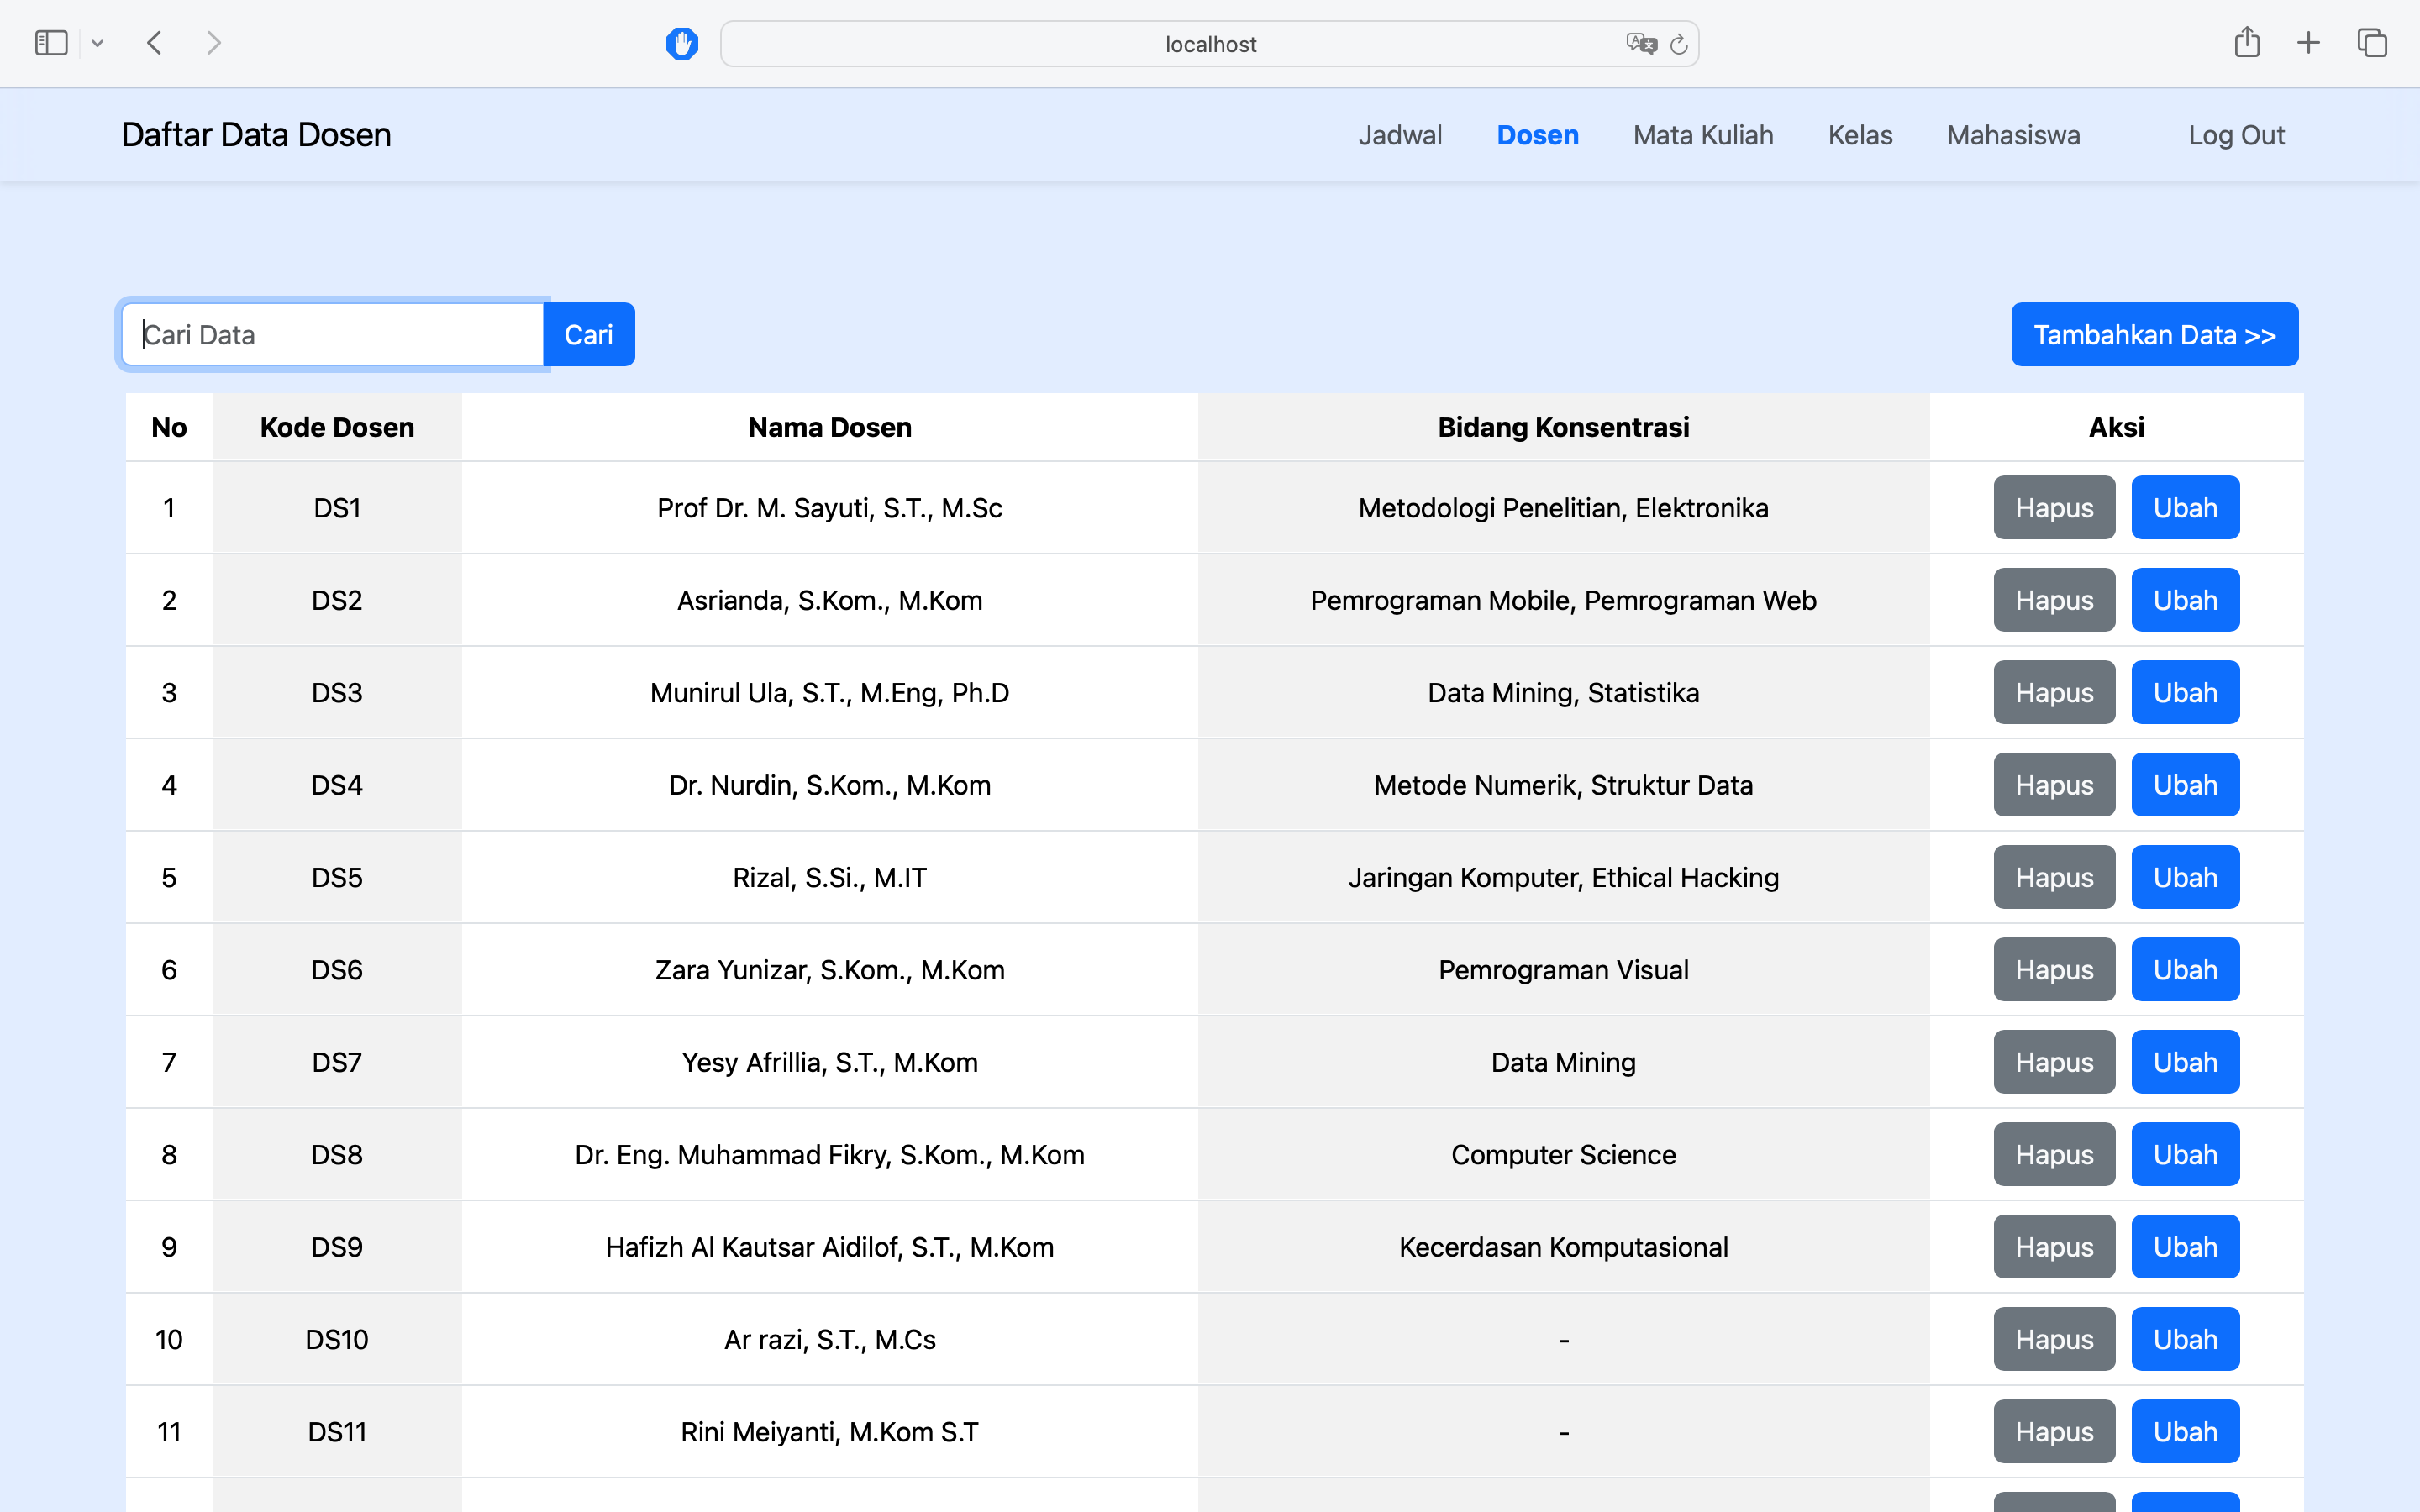 localhost
Daftar Data Dosen Jadwal Dosen Mata Kuliah Kelas Mahasiswa Log Out
Cari Data Cari Tambahkan Data >>
No Kode Dosen Nama Dosen Bidang Konsentrasi Aksi
1 DS1 Prof Dr. M. Sayuti, S.T., M.Sc Metodologi Penelitian, Elektronika Hapus Ubah
2 DS2 Asrianda, S.Kom., M.Kom Pemrograman Mobile, Pemrograman Web Hapus Ubah
3 DS3 Munirul Ula, S.T., M.Eng, Ph.D Data Mining, Statistika Hapus Ubah
4 DS4 Dr. Nurdin, S.Kom., M.Kom Metode Numerik, Struktur Data Hapus Ubah
5 DS5 Rizal, S.Si., M.IT Jaringan Komputer, Ethical Hacking Hapus Ubah
6 DS6 Zara Yunizar, S.Kom., M.Kom Pemrograman Visual Hapus Ubah
7 DS7 Yesy Afrillia, S.T., M.Kom Data Mining Hapus Ubah
8 DS8 Dr. Eng. Muhammad Fikry, S.Kom., M.Kom Computer Science Hapus Ubah
9 DS9 Hafizh Al Kautsar Aidilof, S.T., M.Kom Kecerdasan Komputasional Hapus Ubah
10 DS10 Ar razi, S.T., M.Cs - Hapus Ubah
11 DS11 Rini Meiyanti, M.Kom S.T - Hapus Ubah